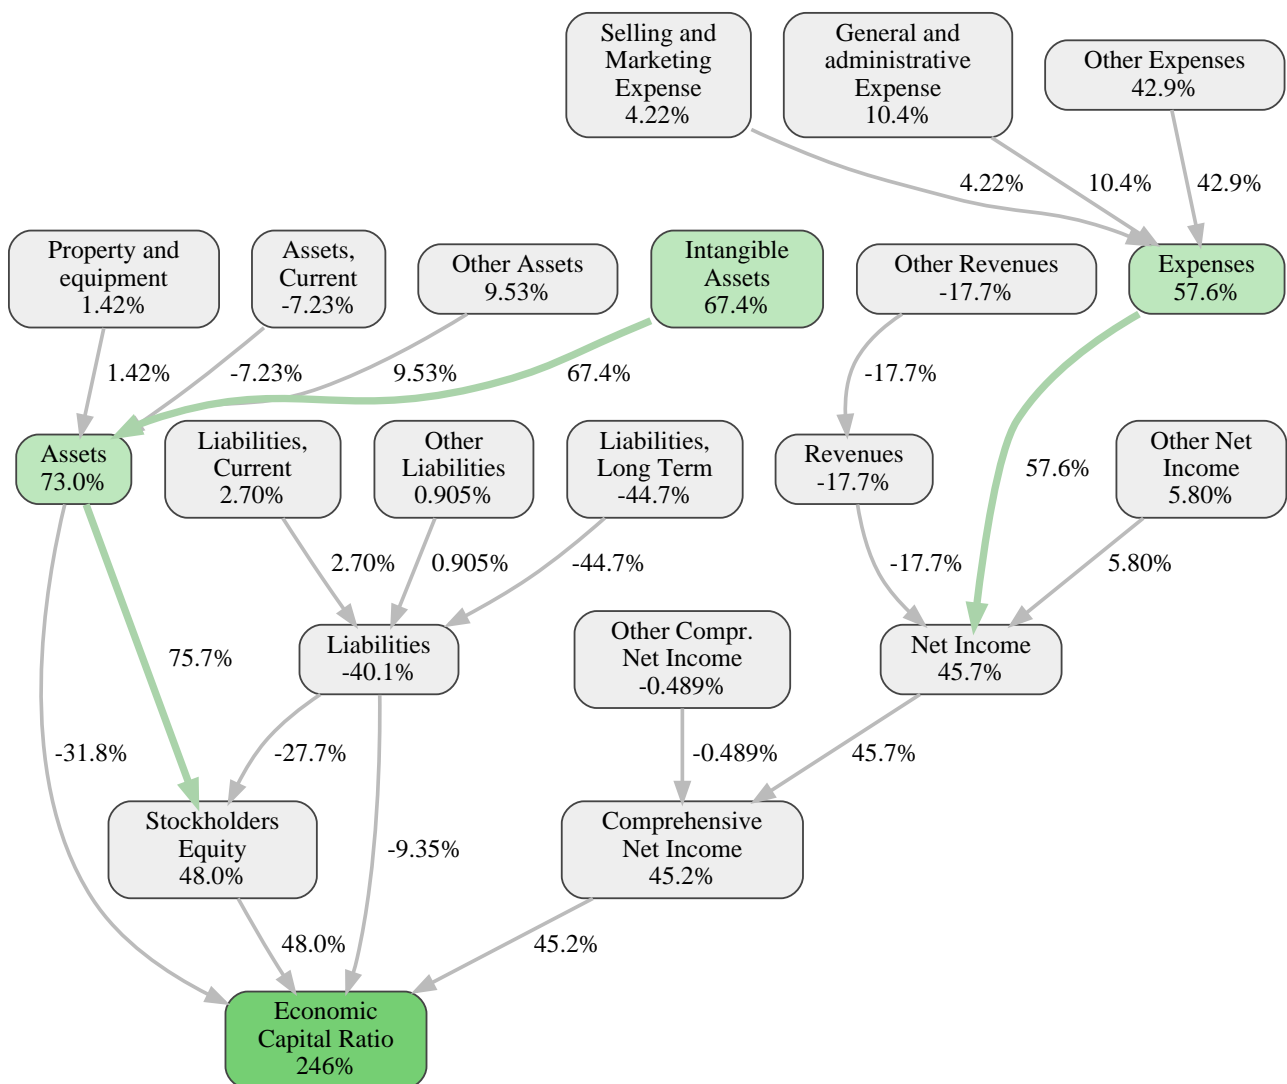 Selling and
Marketing
Expense
4.22%
General and
administrative
Expense
10.4%
Other Expenses
42.9%
4.22%
10.4%
42.9%
Property and
equipment
1.42%
Assets,
Current
-7.23%
Other Assets
9.53%
Intangible
Assets
67.4%
Other Revenues
-17.7%
Expenses
57.6%
1.42%
-7.23%
9.53%
67.4%
-17.7%
Assets
73.0%
Liabilities,
Current
2.70%
Other
Liabilities
0.905%
Liabilities,
Long Term
-44.7%
Revenues
-17.7%
57.6%
Other Net
Income
5.80%
2.70%
0.905%
-44.7%
-17.7%
5.80%
Liabilities
-40.1%
Other Compr.
Net Income
-0.489%
Net Income
45.7%
75.7%
-31.8%
-27.7%
-0.489%
45.7%
Stockholders
Equity
48.0%
-9.35%
Comprehensive
Net Income
45.2%
48.0%
45.2%
Economic
Capital Ratio
246%